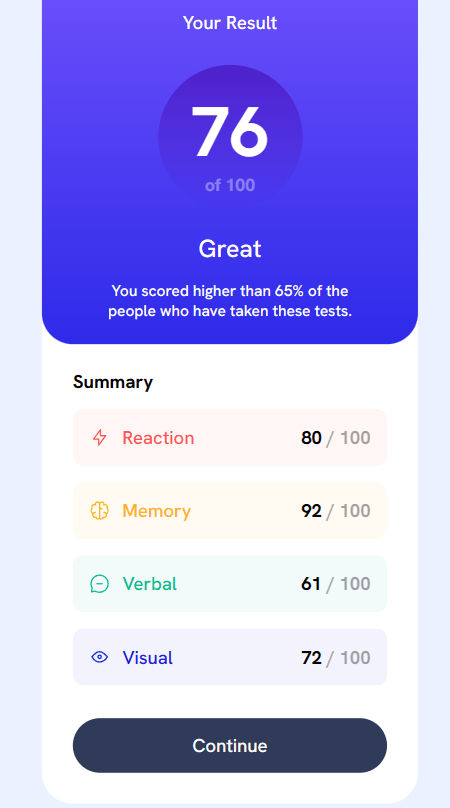 Your Result
76
of 100
Great
You scored higher than 65% of the
people who have taken these tests.
Summary
Reaction 80 / 100
Memory 92 / 100
Verbal 61 / 100
Visual 72 / 100
Continue